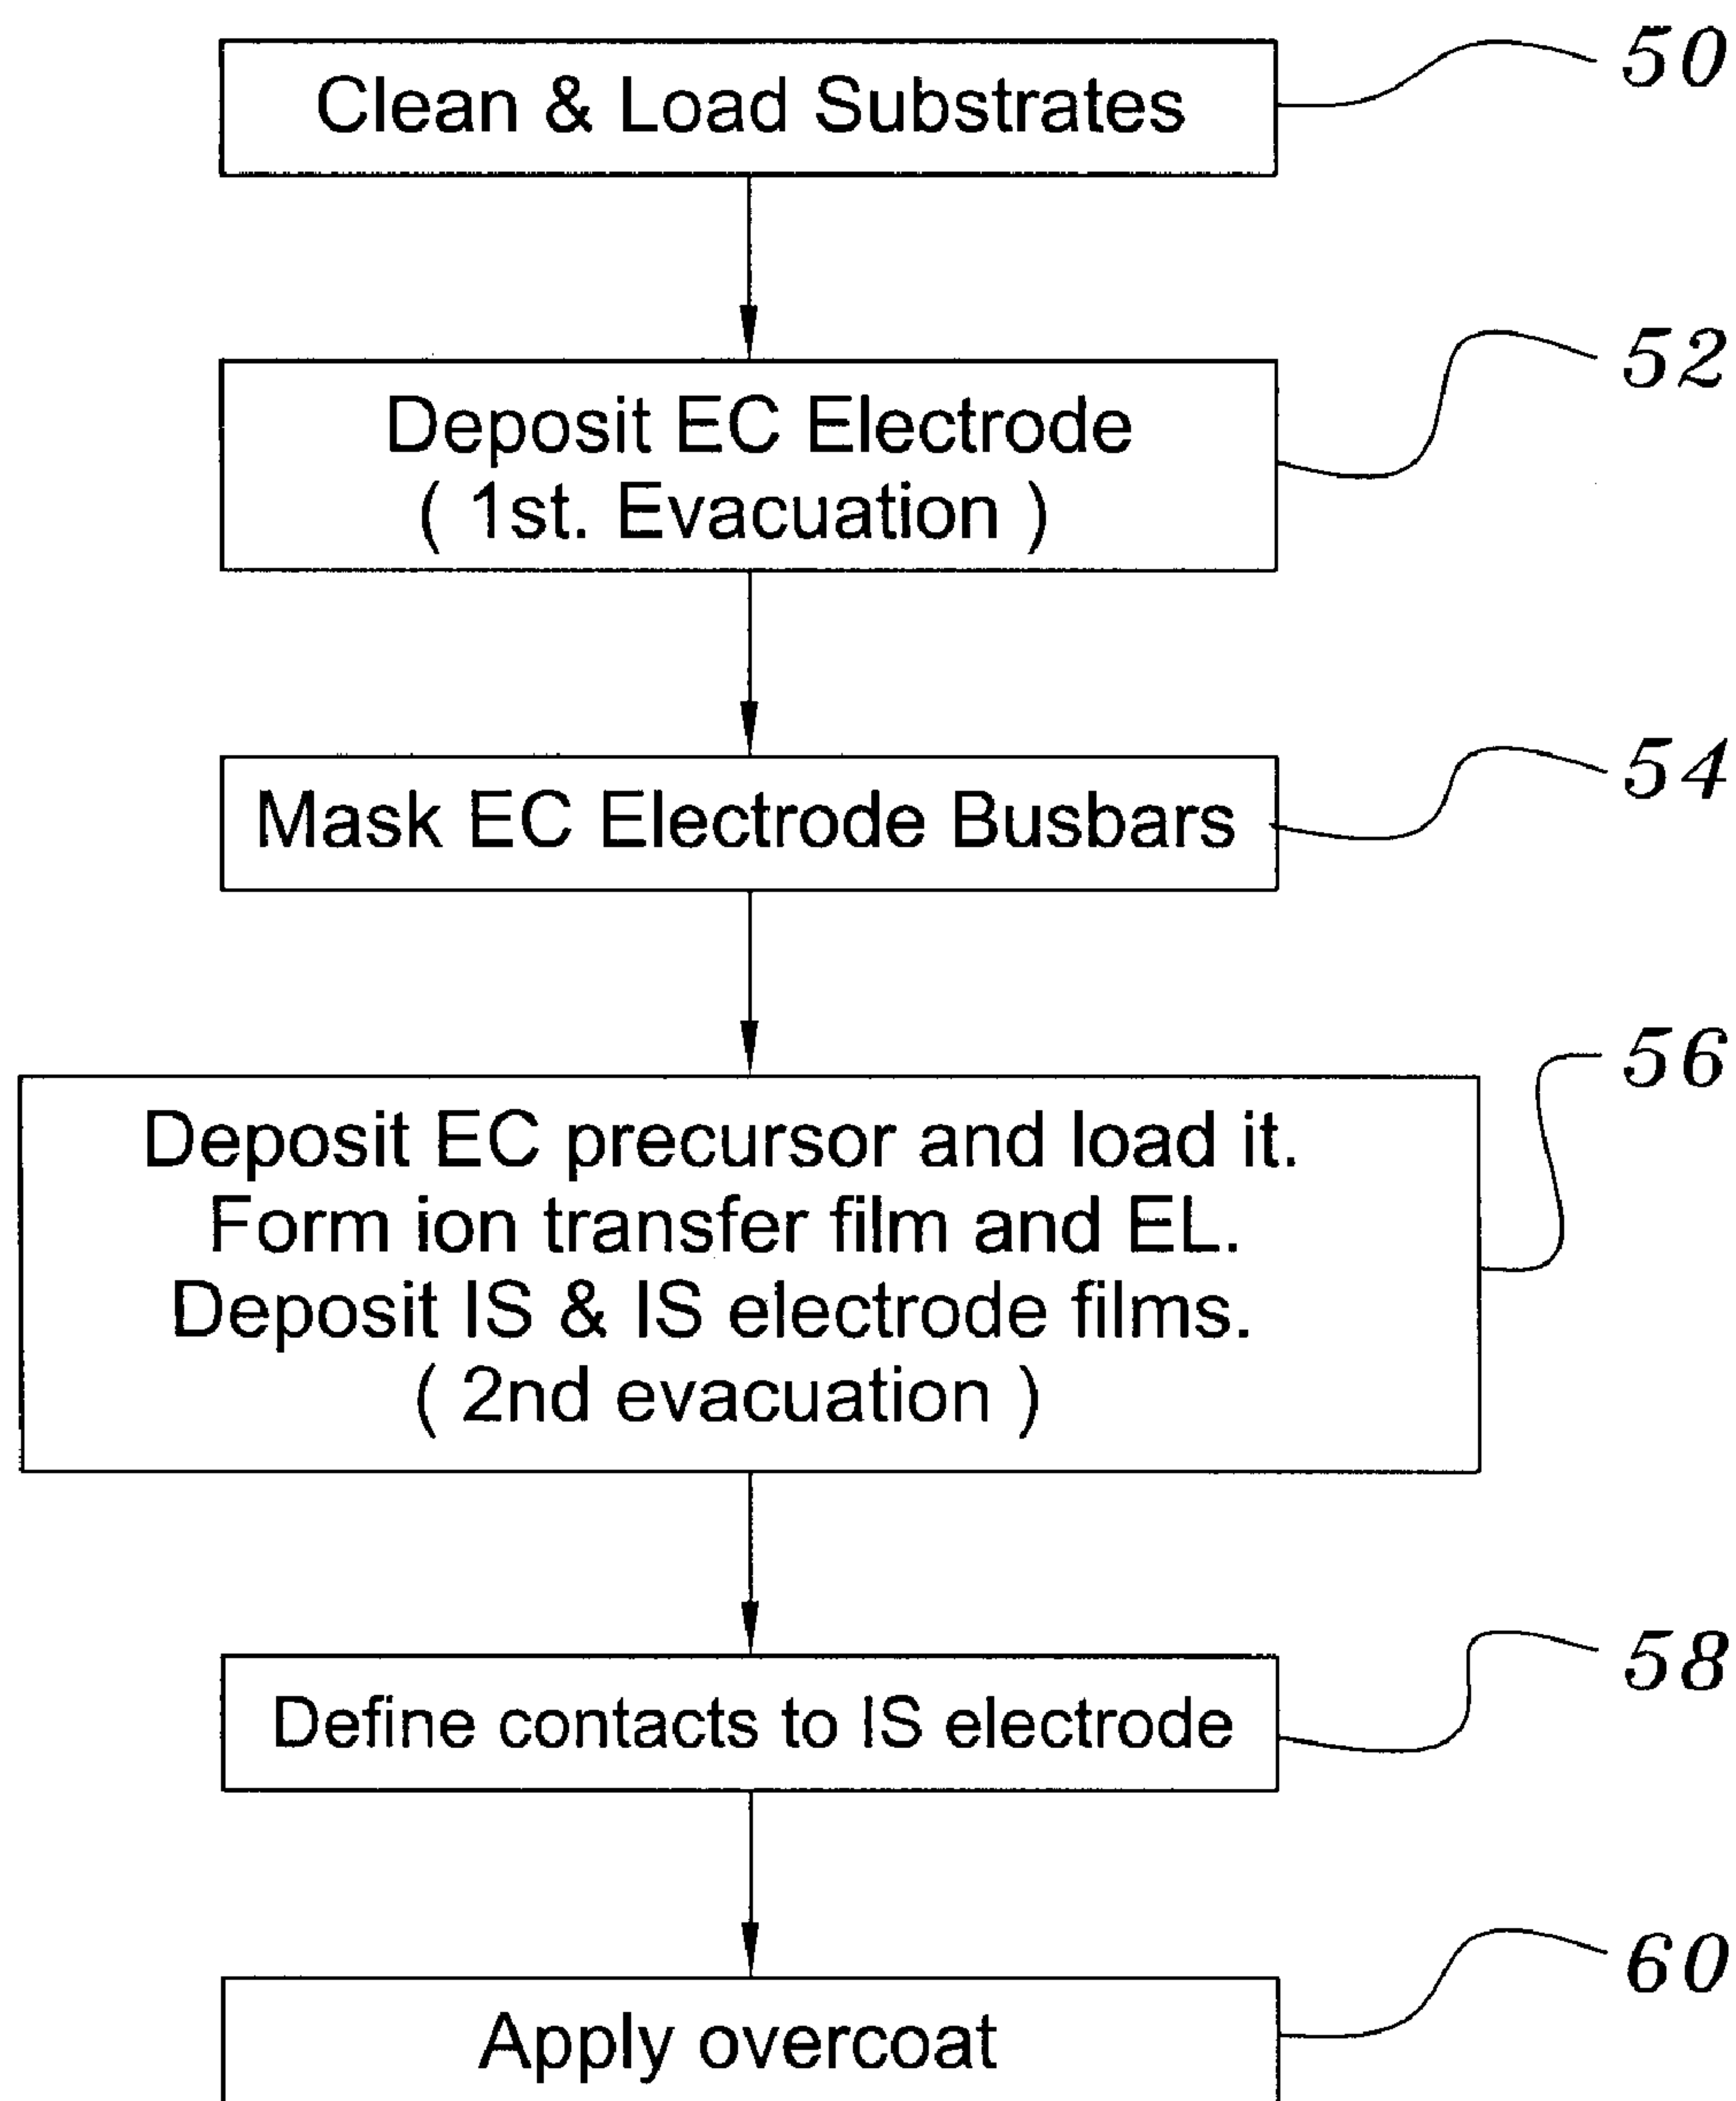 Clean & Load Substrates
50
Deposit EC Electrode
( 1st. Evacuation )
52
Mask EC Electrode Busbars
54
Deposit EC precursor and load it.
Form ion transfer film and EL.
Deposit IS & IS electrode films.
( 2nd evacuation )
56
Define contacts to IS electrode
58
Apply overcoat
60